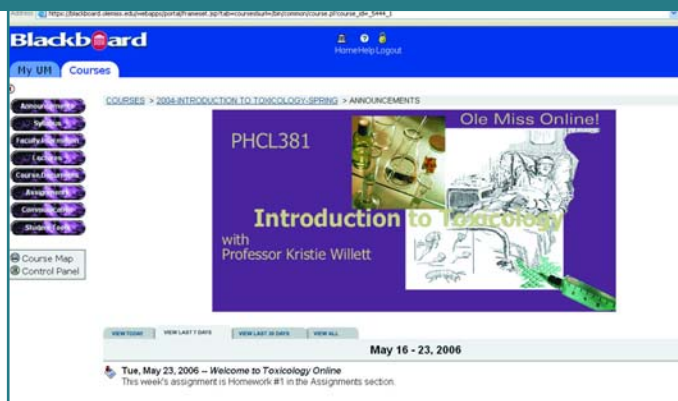 Address https://blackboard.olemiss.edu/webapps/portal/frameset.jsp?tab=courses&url=/bin/common/course.pl?course_id=_5444_1
Blackboard
Home Help Logout
My UM Courses
COURSES > 2004-INTRODUCTION TO TOXICOLOGY-SPRING > ANNOUNCEMENTS
Announcements
Syllabus
Faculty Information
Lectures
Course Documents
Assignments
Communication
Student Tools
Course Map
Control Panel
Ole Miss Online!
PHCL381
Introduction to Toxicology
with
Professor Kristie Willett
VIEW TODAY VIEW LAST 7 DAYS VIEW LAST 30 DAYS VIEW ALL
May 16 - 23, 2006
Tue, May 23, 2006 -- Welcome to Toxicology Online
This week's assignment is Homework #1 in the Assignments section.